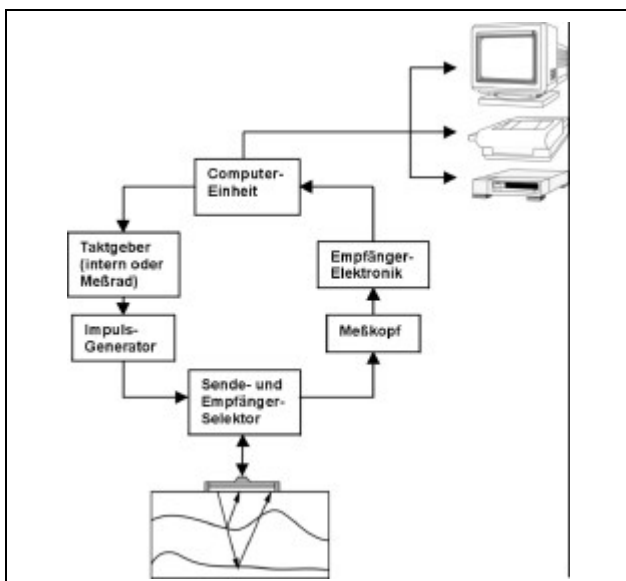 Computer-
Einheit
Taktgeber
(intern oder
Meßrad)
Empfänger-
Elektronik
Impuls-
Generator
Meßkopf
Sende- und
Empfänger-
Selektor